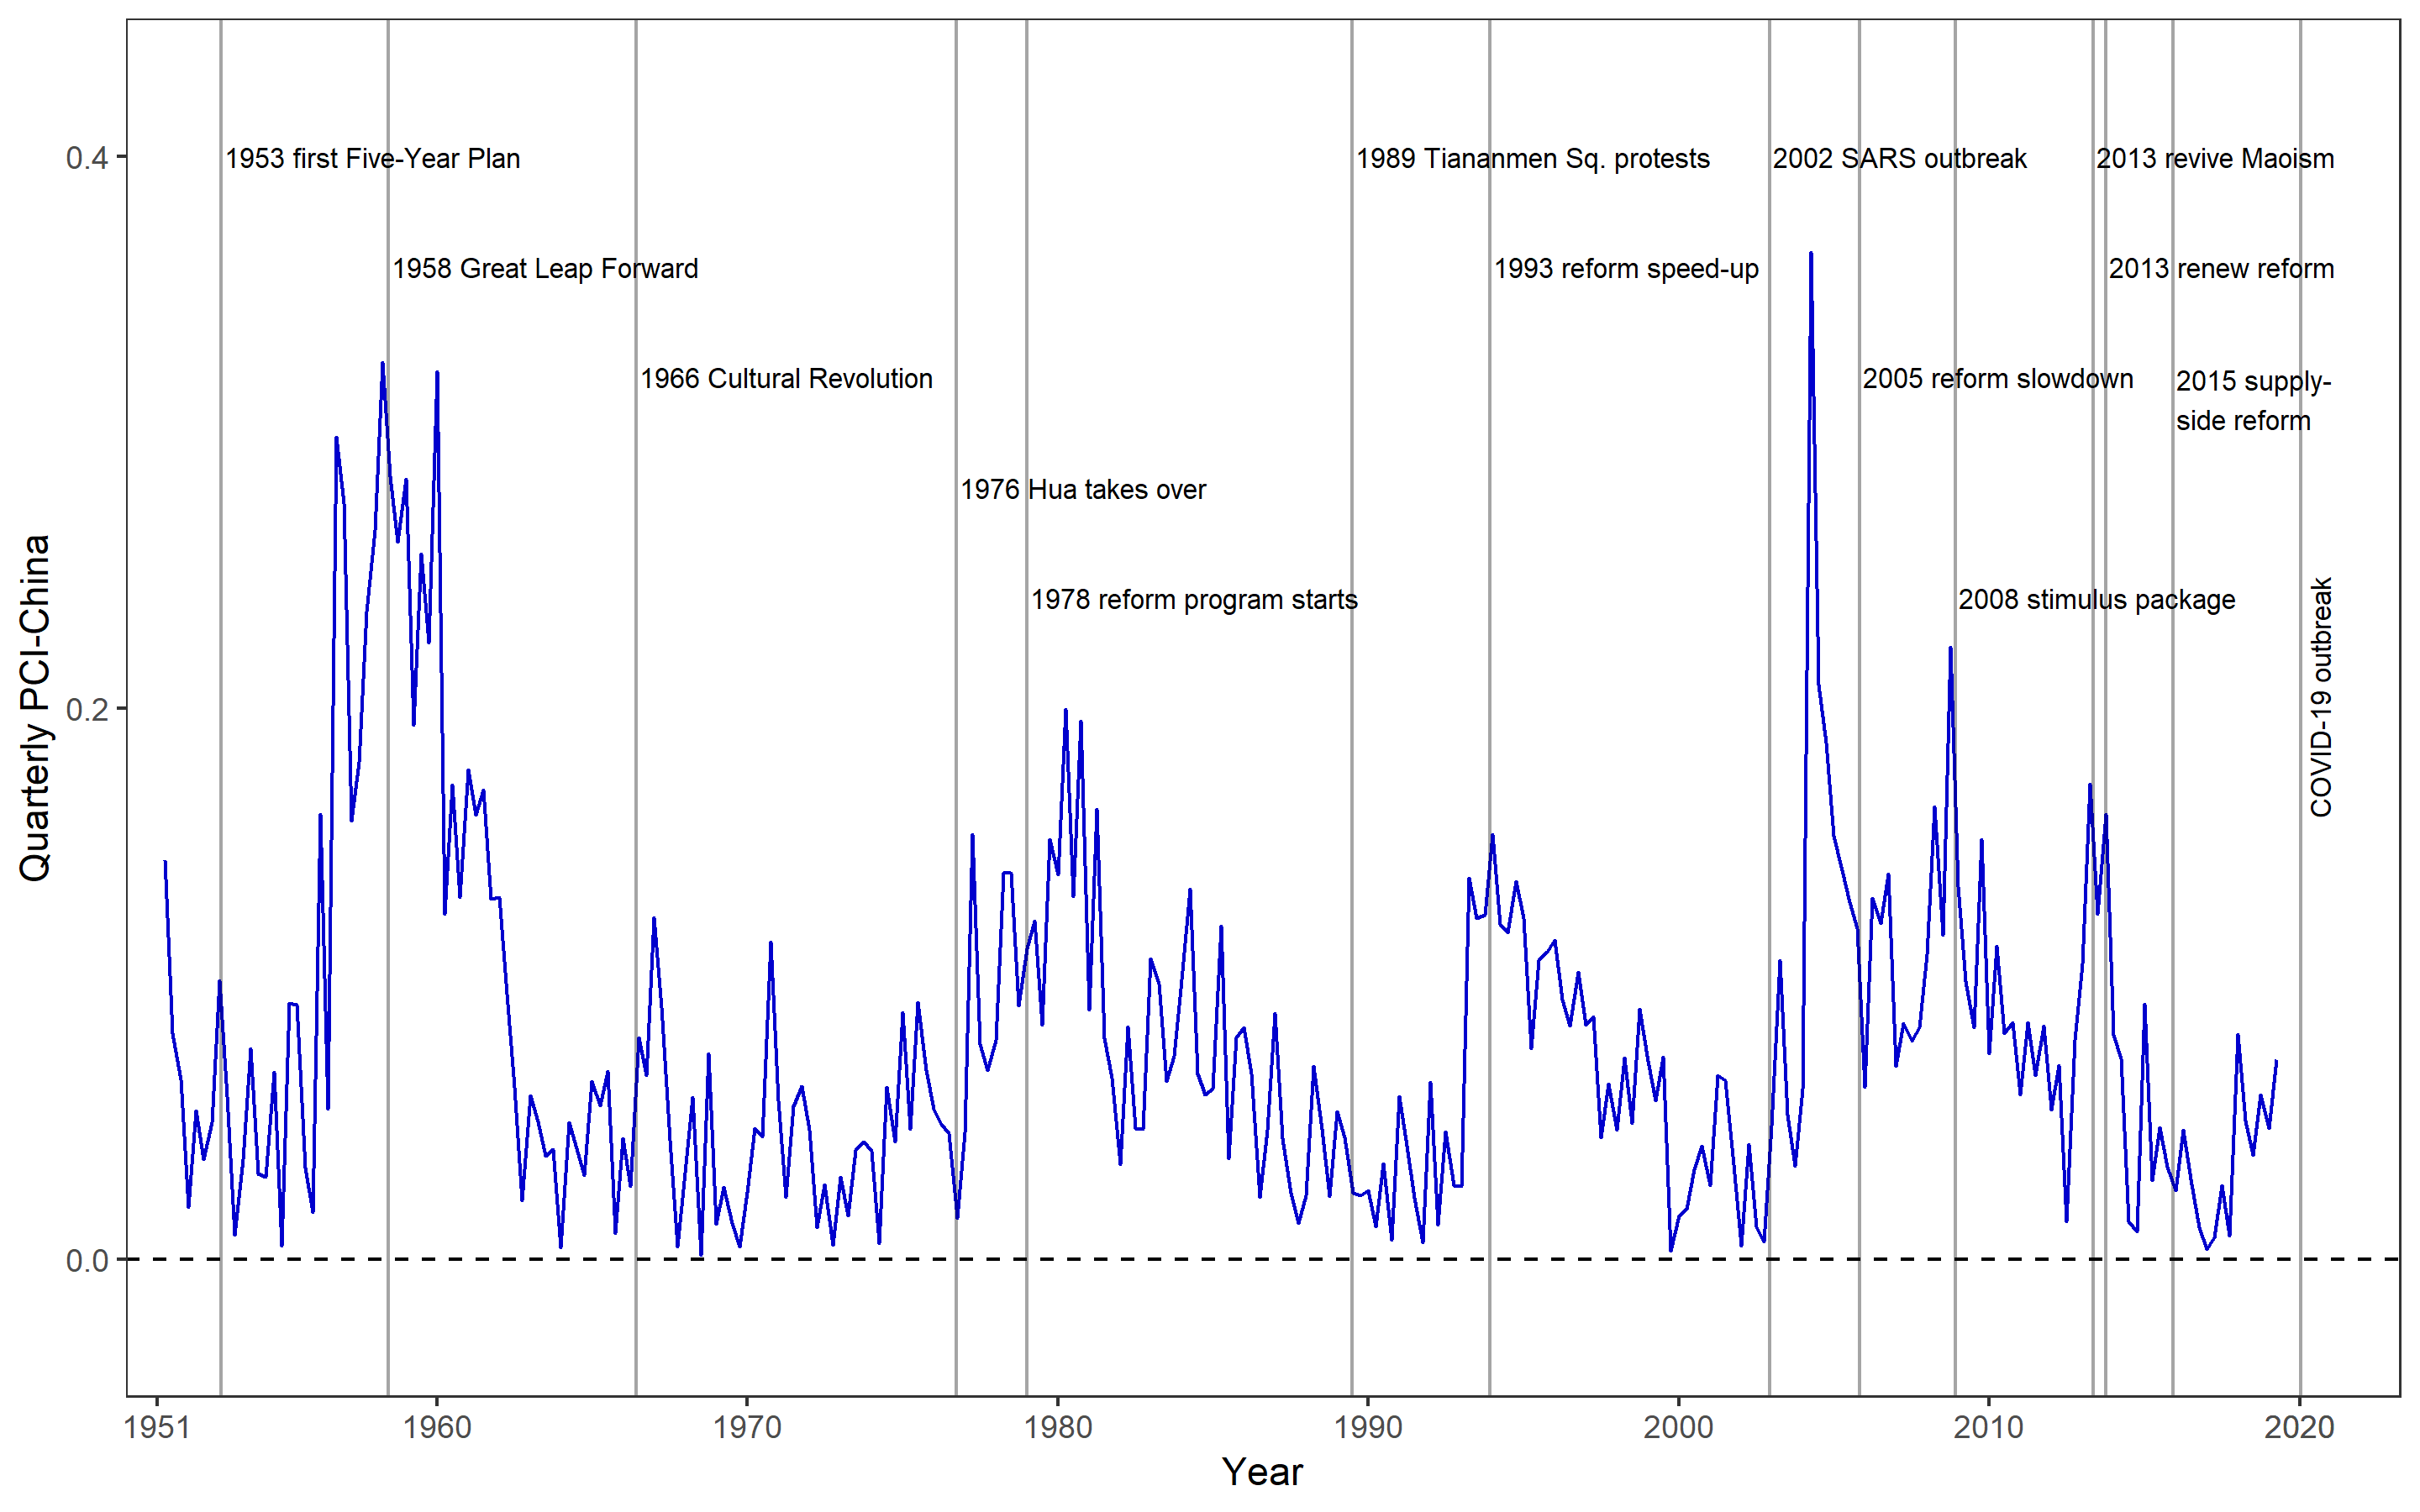 0.4
0.2
0.0
Quarterly PCI-China
1953 first Five-Year Plan
1989 Tiananmen Sq. protests
2002 SARS outbreak
2013 revive Maoism
1958 Great Leap Forward
1993 reform speed-up
2013 renew reform
1966 Cultural Revolution
2005 reform slowdown
2015 supply-
side reform
1976 Hua takes over
1978 reform program starts
2008 stimulus package
COVID-19 outbreak
1951
1960
1970
1980
1990
2000
2010
2020
Year